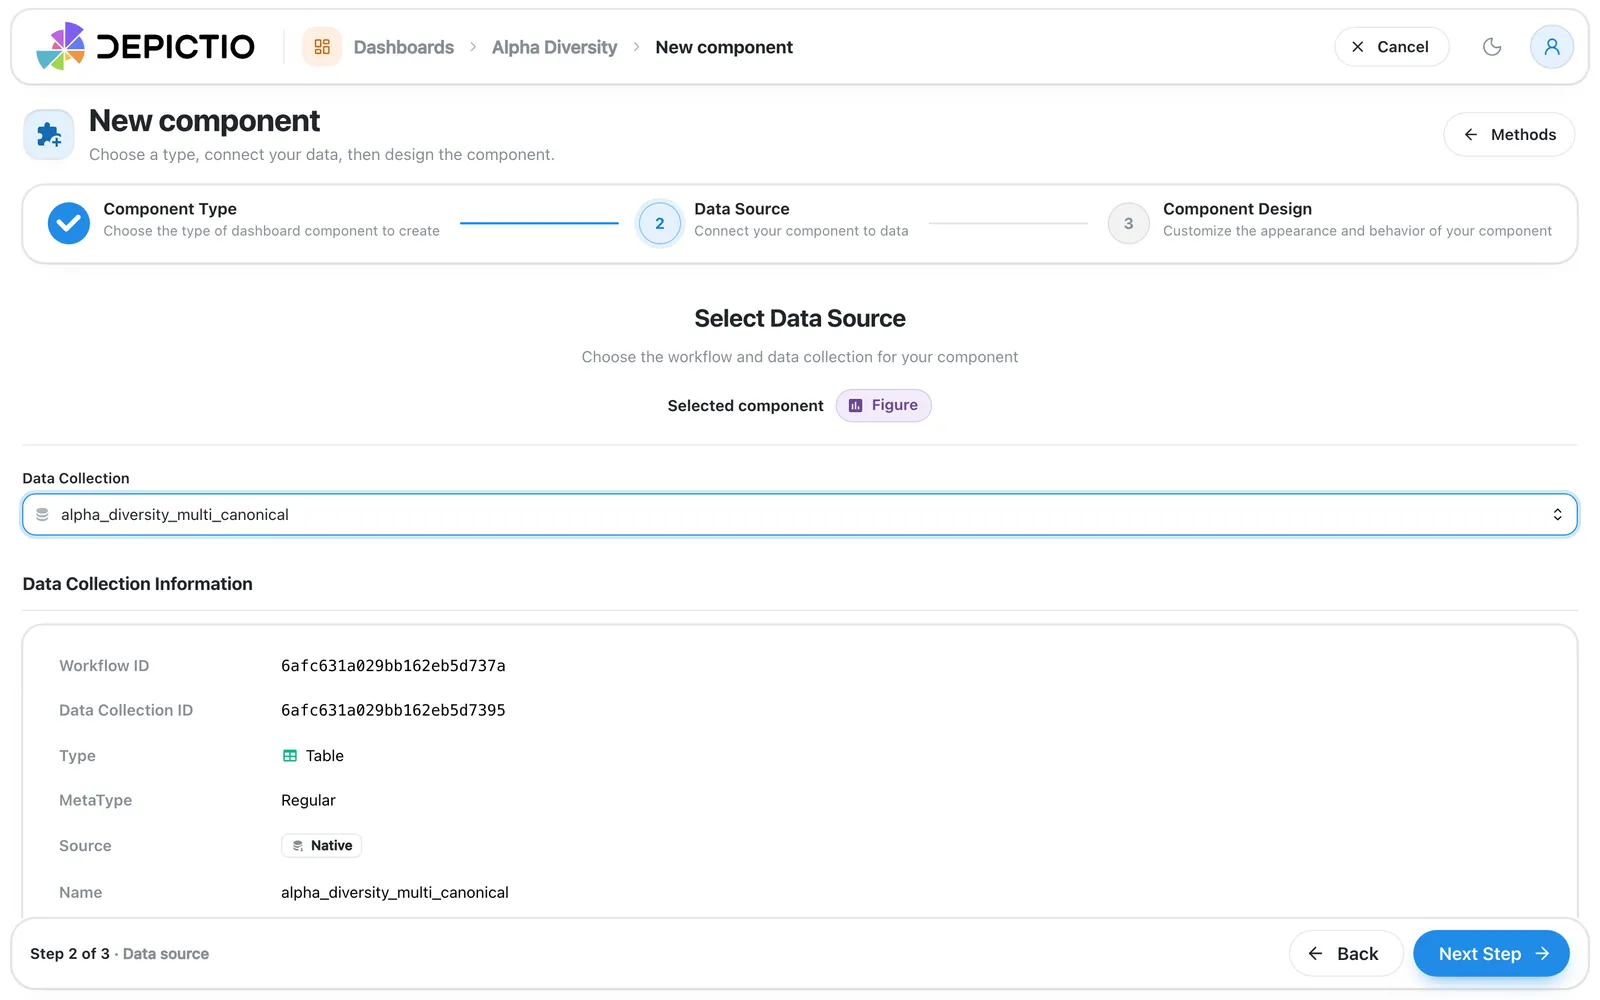 DEPICTIO
Dashboards
Alpha Diversity
New component
Cancel
New component
Choose a type, connect your data, then design the component.
Methods
Component Type
Choose the type of dashboard component to create
2
Data Source
Connect your component to data
3
Component Design
Customize the appearance and behavior of your component
Select Data Source
Choose the workflow and data collection for your component
Selected component
Figure
Data Collection
alpha_diversity_multi_canonical
Data Collection Information
Workflow ID 6afc631a029bb162eb5d737a
Data Collection ID 6afc631a029bb162eb5d7395
Type Table
MetaType Regular
Source Native
Name alpha_diversity_multi_canonical
Step 2 of 3 · Data source
Back
Next Step